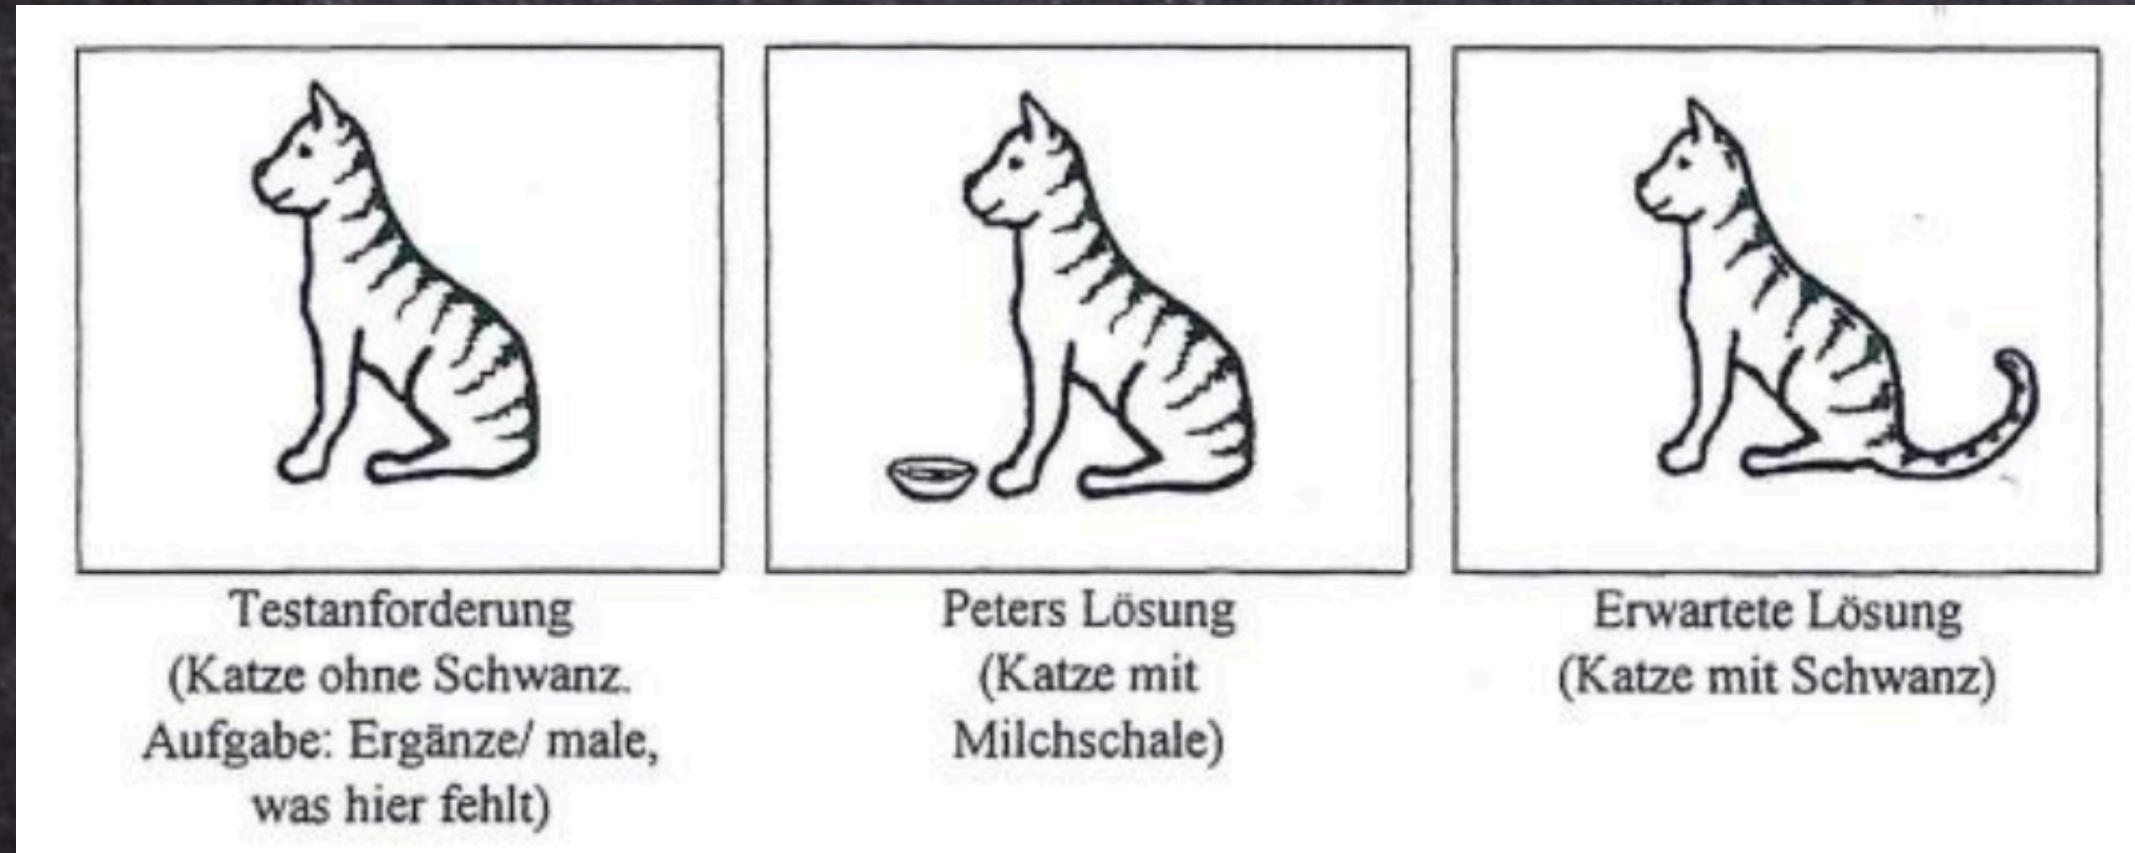 Testanforderung
(Katze ohne Schwanz.
Aufgabe: Ergänze/ male,
was hier fehlt)
Peters Lösung
(Katze mit
Milchschale)
Erwartete Lösung
(Katze mit Schwanz)